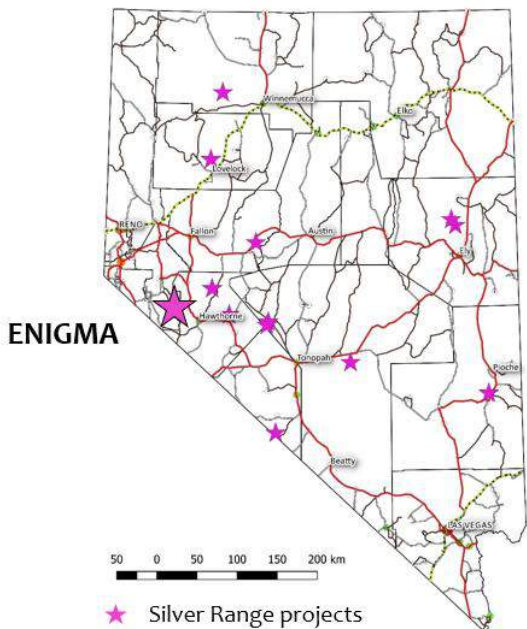 Winnemucca
Elko
Lovelock
RENO
Fallon
Austin
Ely
ENIGMA
Hawthorne
Tonopah
Pioche
Beatty
LAS VEGAS
50 0 50 100 150 200 km
Silver Range projects